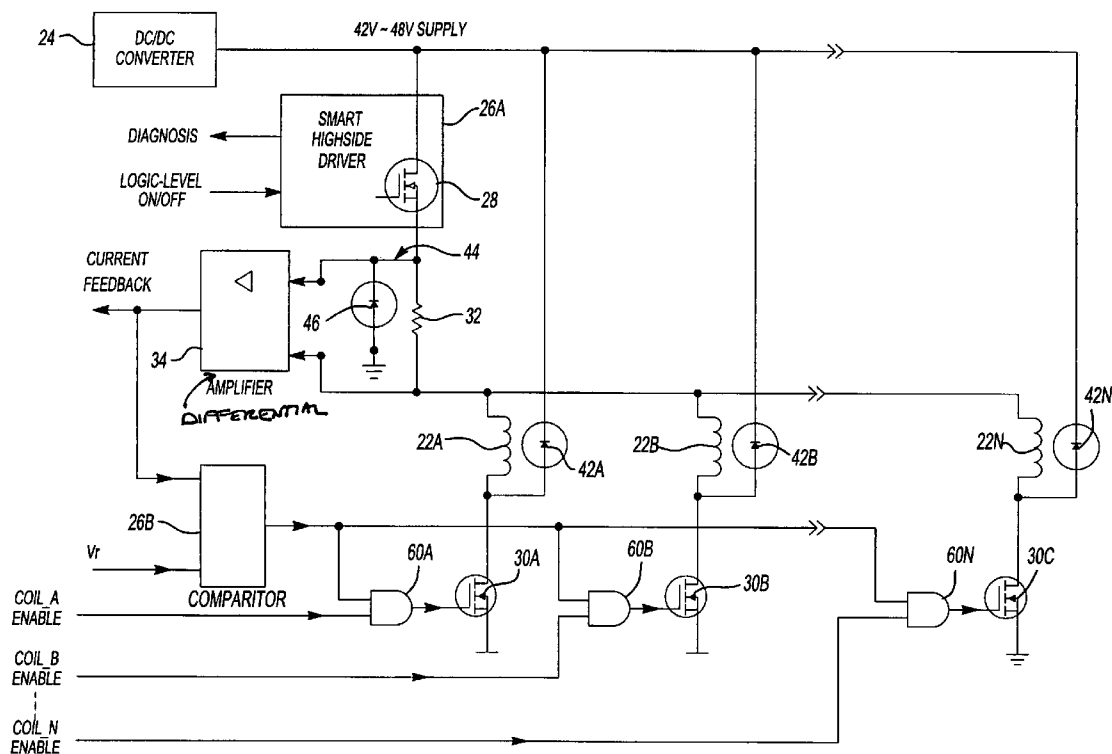 24
DC/DC
CONVERTER
42V ~ 48V SUPPLY
26A
SMART
HIGHSIDE
DRIVER
DIAGNOSIS
LOGIC-LEVEL
ON/OFF
28
44
CURRENT
FEEDBACK
46
32
34
AMPLIFIER
DIFFERENTIAL
22A
42A
22B
42B
22N
42N
26B
Vr
COMPARITOR
60A
30A
60B
30B
60N
30C
COIL_A
ENABLE
COIL_B
ENABLE
COIL_N
ENABLE